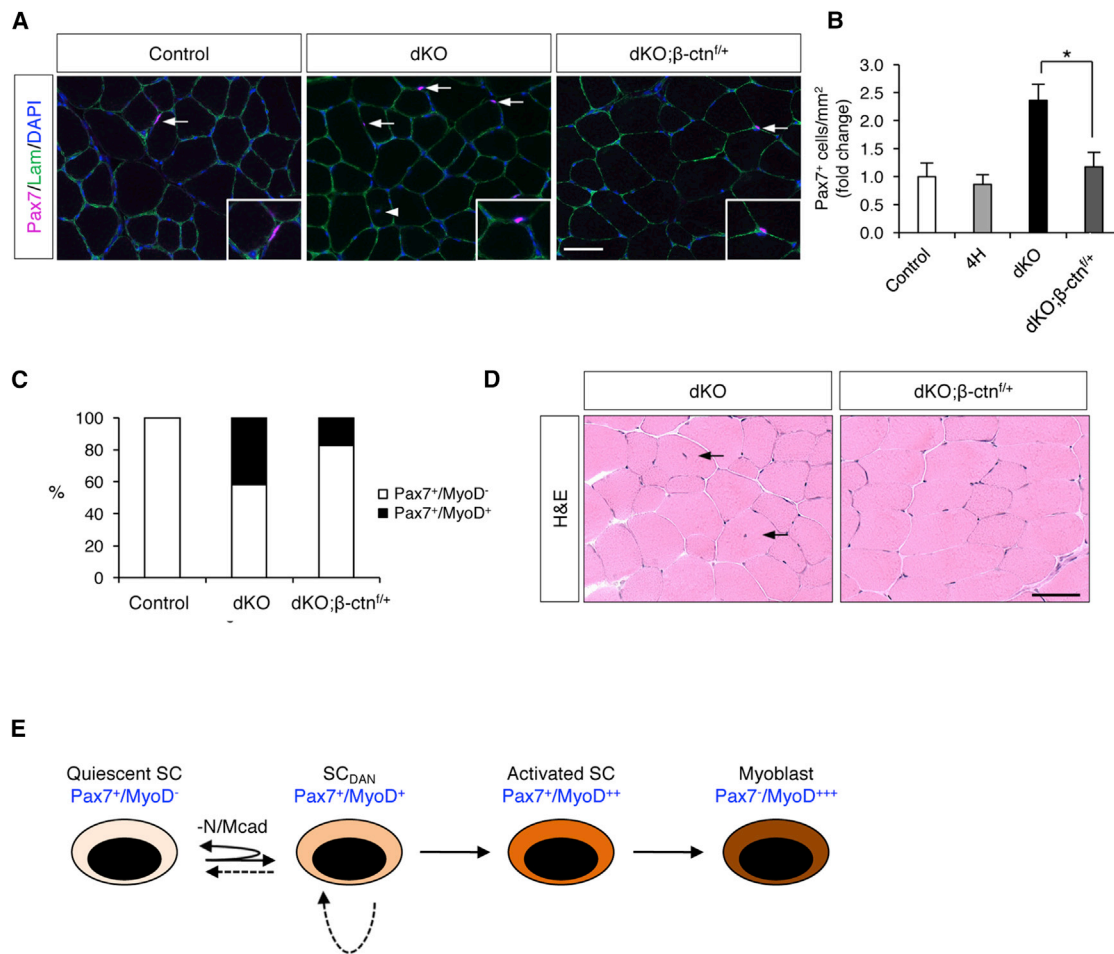 A
Control
dKO
dKO;β-ctnf/+
Pax7/Lam/DAPI
B
Pax7+ cells/mm2
(fold change)
3.0
2.5
2.0
1.5
1.0
0.5
0.0
*
Control
4H
dKO
dKO;β-ctnf/+
C
%
100
80
60
40
20
0
Pax7+/MyoD-
Pax7+/MyoD+
Control
dKO
dKO;β-ctnf/+
D
dKO
dKO;β-ctnf/+
H&E
E
Quiescent SC
Pax7+/MyoD-
-N/Mcad
SCDAN
Pax7+/MyoD+
Activated SC
Pax7+/MyoD++
Myoblast
Pax7-/MyoD+++